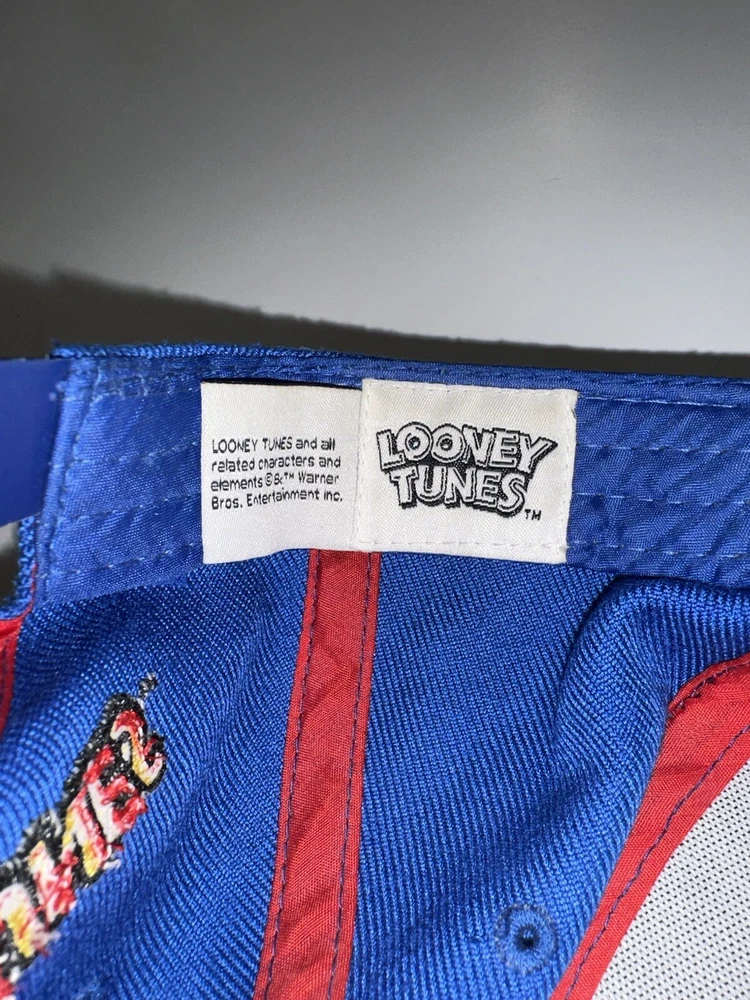 LOONEY TUNES and all
related characters and
elements ©&™ Warner
Bros. Entertainment Inc.
LOONEY
TUNES
TM